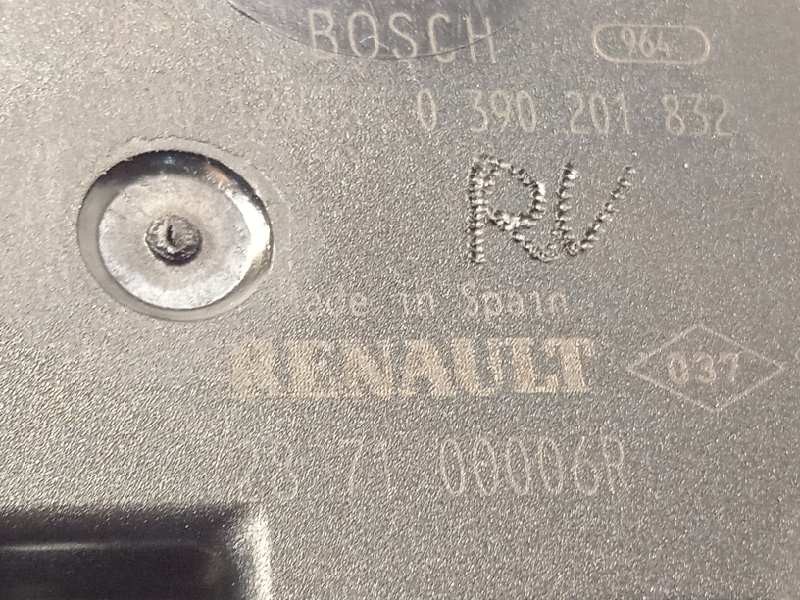 BOSCH 964
0 390 201 832
RV
Made in Spain
RENAULT 037
28 71 00006R